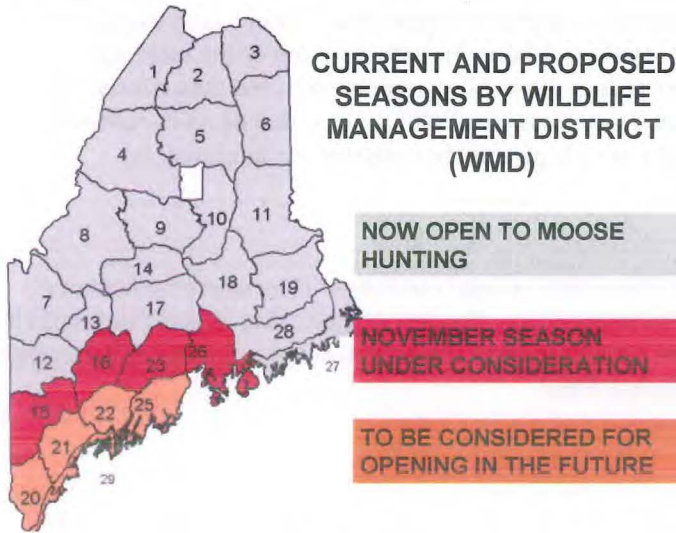 CURRENT AND PROPOSED
SEASONS BY WILDLIFE
MANAGEMENT DISTRICT
(WMD)
NOW OPEN TO MOOSE
HUNTING
NOVEMBER SEASON
UNDER CONSIDERATION
TO BE CONSIDERED FOR
OPENING IN THE FUTURE
1
2
3
4
5
6
7
8
9
10
11
12
13
14
15
16
17
18
19
20
21
22
23
25
26
27
28
29